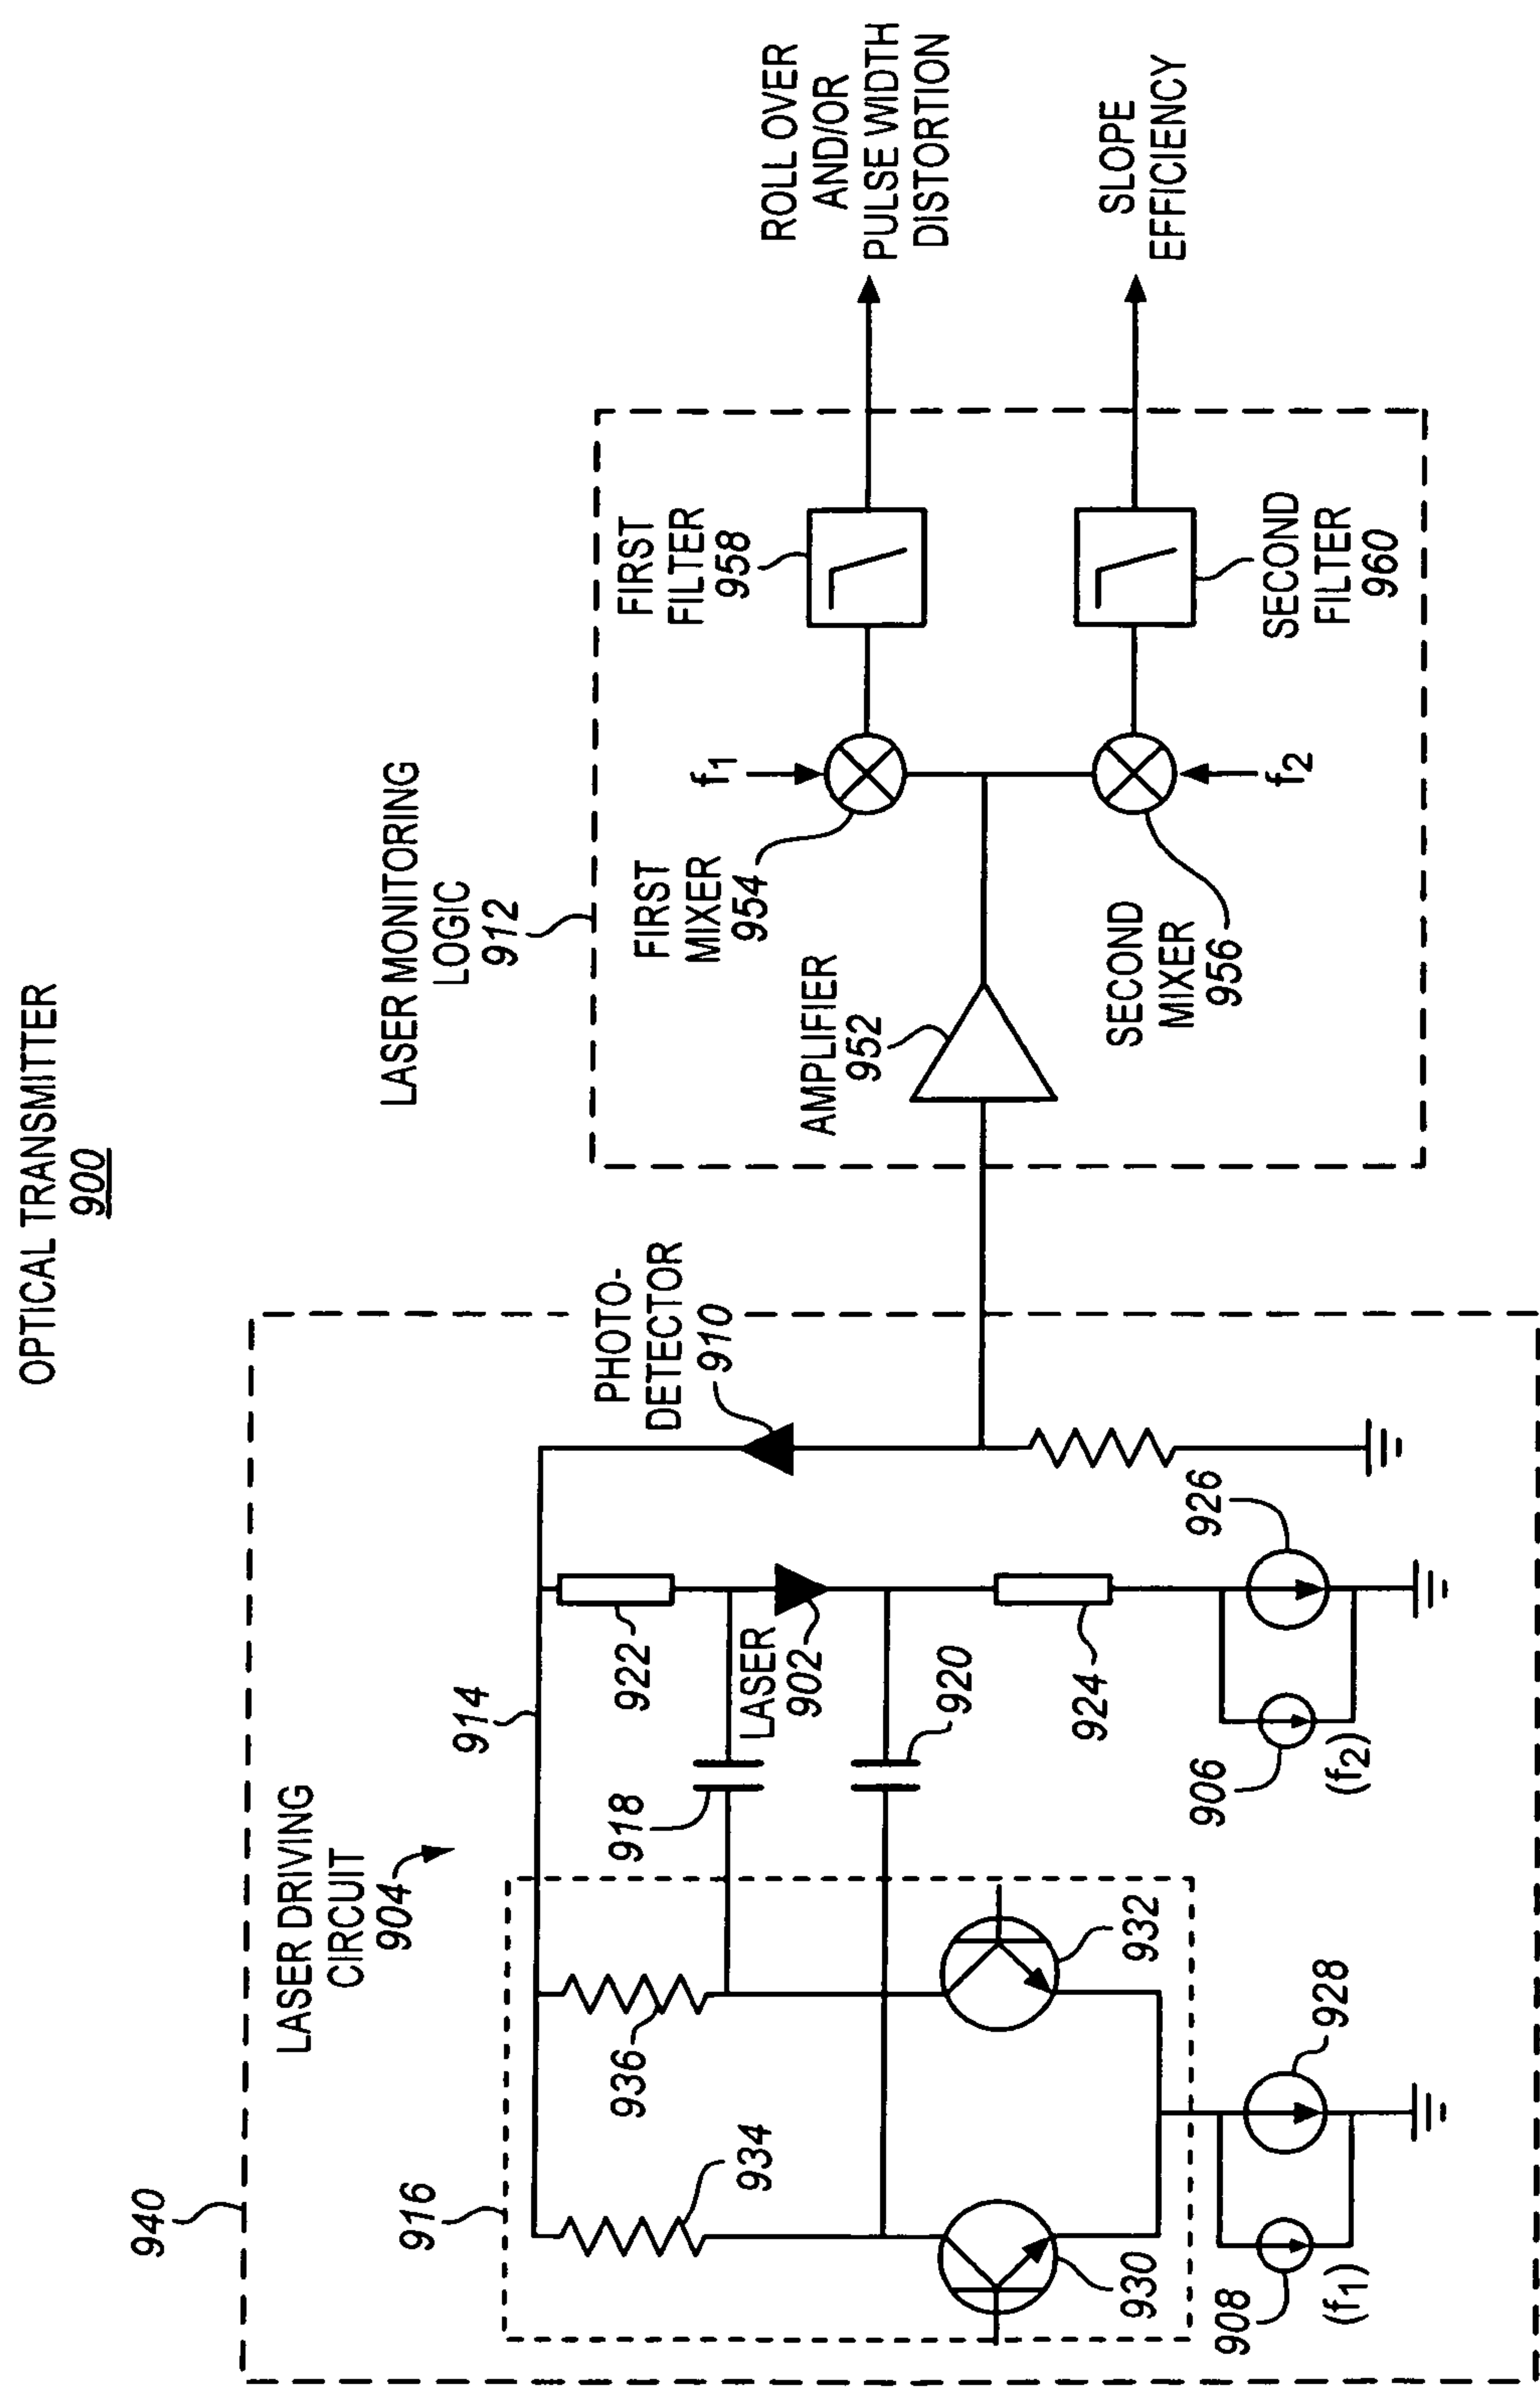 OPTICAL TRANSMITTER
900
940
LASER DRIVING
CIRCUIT
904
914
916
934
936
918
LASER
902
920
922
924
930
932
908
(f1)
928
906
(f2)
926
PHOTO-
DETECTOR
910
LASER MONITORING
LOGIC
912
AMPLIFIER
952
FIRST
MIXER
954
f1
SECOND
MIXER
956
f2
FIRST
FILTER
958
SECOND
FILTER
960
ROLL OVER
AND/OR
PULSE WIDTH
DISTORTION
SLOPE
EFFICIENCY